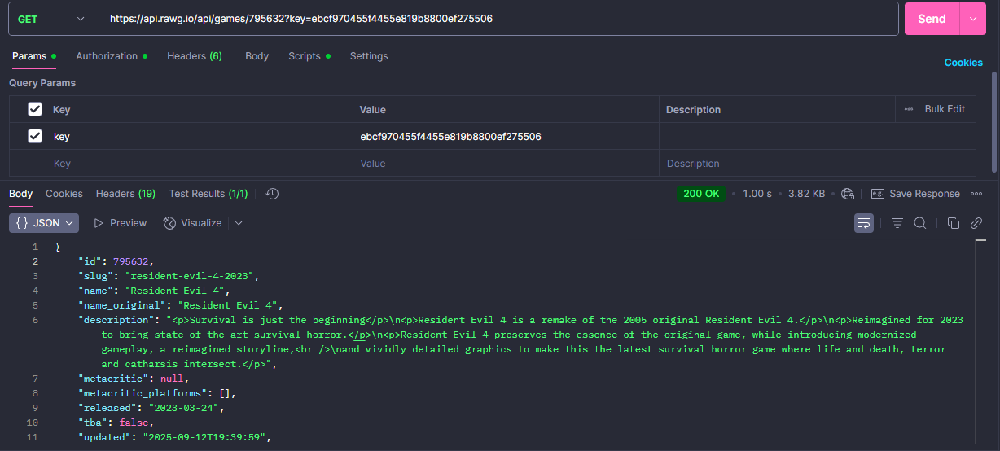 GET https://api.rawg.io/api/games/795632?key=ebcf970455f4455e819b8800ef275506 Send
Params Authorization Headers (6) Body Scripts Settings Cookies
Query Params
Key Value Description Bulk Edit
key ebcf970455f4455e819b8800ef275506
Key Value Description
Body Cookies Headers (19) Test Results (1/1) 200 OK 1.00 s 3.82 KB e.g. Save Response
{} JSON Preview Visualize
1 {
2 "id": 795632,
3 "slug": "resident-evil-4-2023",
4 "name": "Resident Evil 4",
5 "name_original": "Resident Evil 4",
6 "description": "<p>Survival is just the beginning</p>\n<p>Resident Evil 4 is a remake of the 2005 original Resident Evil 4.</p>\n<p>Reimagined for 2023
to bring state-of-the-art survival horror.</p>\n<p>Resident Evil 4 preserves the essence of the original game, while introducing modernized
gameplay, a reimagined storyline,<br />\nand vividly detailed graphics to make this the latest survival horror game where life and death, terror
and catharsis intersect.</p>",
7 "metacritic": null,
8 "metacritic_platforms": [],
9 "released": "2023-03-24",
10 "tba": false,
11 "updated": "2025-09-12T19:39:59",